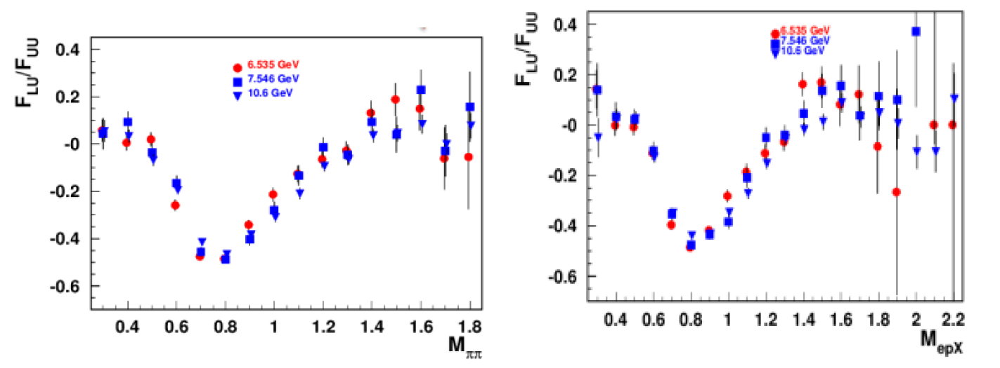 F_LU/F_UU
0.4
0.2
-0
-0.2
-0.4
-0.6
6.535 GeV
7.546 GeV
10.6 GeV
0.4 0.6 0.8 1 1.2 1.4 1.6 1.8
M_ππ
F_LU/F_UU
0.4
0.2
-0
-0.2
-0.4
-0.6
6.535 GeV
7.546 GeV
10.6 GeV
0.4 0.6 0.8 1 1.2 1.4 1.6 1.8 2 2.2
M_epX